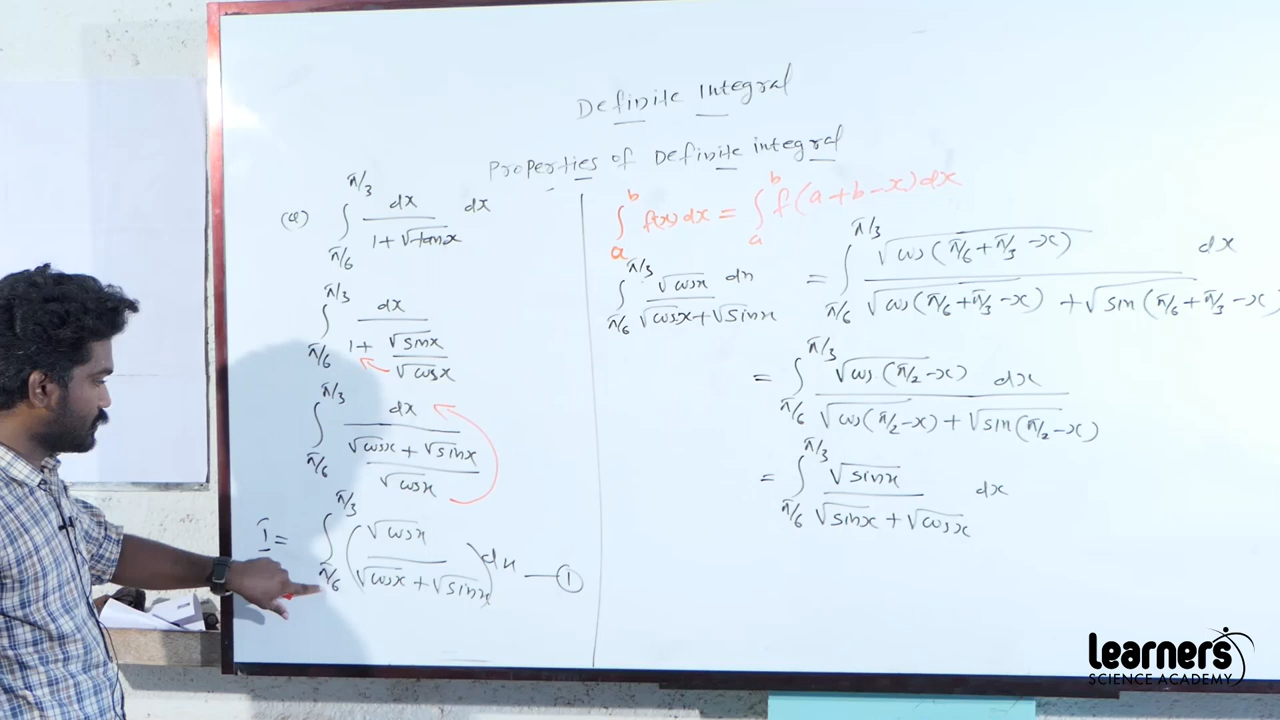 Definite Integral
Properties of Definite integral
(Q) ∫_{π/6}^{π/3} dx/(1+√tanx) dx
∫_{π/6}^{π/3} dx/(1+ √sinx/√cosx)
∫_{π/6}^{π/3} dx/((√cosx + √sinx)/√cosx)
I = ∫_{π/6}^{π/3} (√cosx/(√cosx + √sinx)) dx — ①
∫_a^b f(x) dx = ∫_a^b f(a+b-x) dx
∫_{π/6}^{π/3} √cosx/(√cosx+√sinx) dx = ∫_{π/6}^{π/3} √cos(π/6+π/3-x)/(√cos(π/6+π/3-x) + √sin(π/6+π/3-x)) dx
= ∫_{π/6}^{π/3} √cos(π/2-x) dx/(√cos(π/2-x) + √sin(π/2-x))
= ∫_{π/6}^{π/3} √sinx/(√sinx + √cosx) dx
Learners
SCIENCE ACADEMY